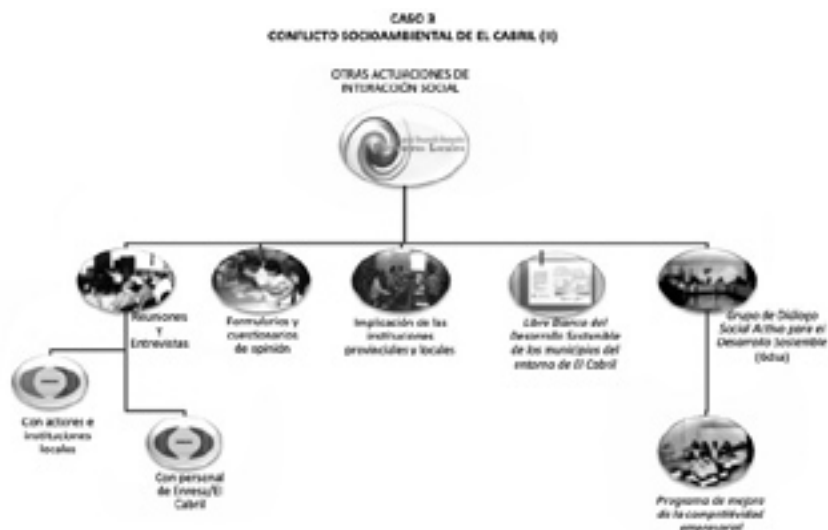 CASO 3
CONFLICTO SOCIOAMBIENTAL DE EL CABRIL (II)
OTRAS ACTUACIONES DE
INTERACCIÓN SOCIAL
Locales
Reuniones
y
Entrevistas
Formularios y
cuestionarios
de opinión
Implicación de las
instituciones
provinciales y locales
Libro Blanco del
Desarrollo Sostenible
de los municipios del
entorno de El Cabril
Grupo de Diálogo
Social Activo para el
Desarrollo Sostenible
Con actores e
instituciones
locales
Con personal
de Enresa/El
Cabril
Programa de mejora
de la competitividad
empresarial